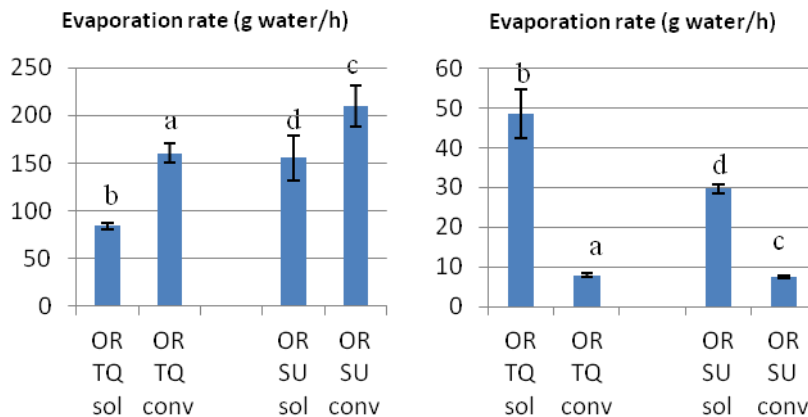 Evaporation rate (g water/h)
250
200
150
100
50
0
b
a
d
c
OR OR OR OR
TQ TQ SU SU
sol conv sol conv
Evaporation rate (g water/h)
60
50
40
30
20
10
0
b
a
d
c
OR OR OR OR
TQ TQ SU SU
sol conv sol conv